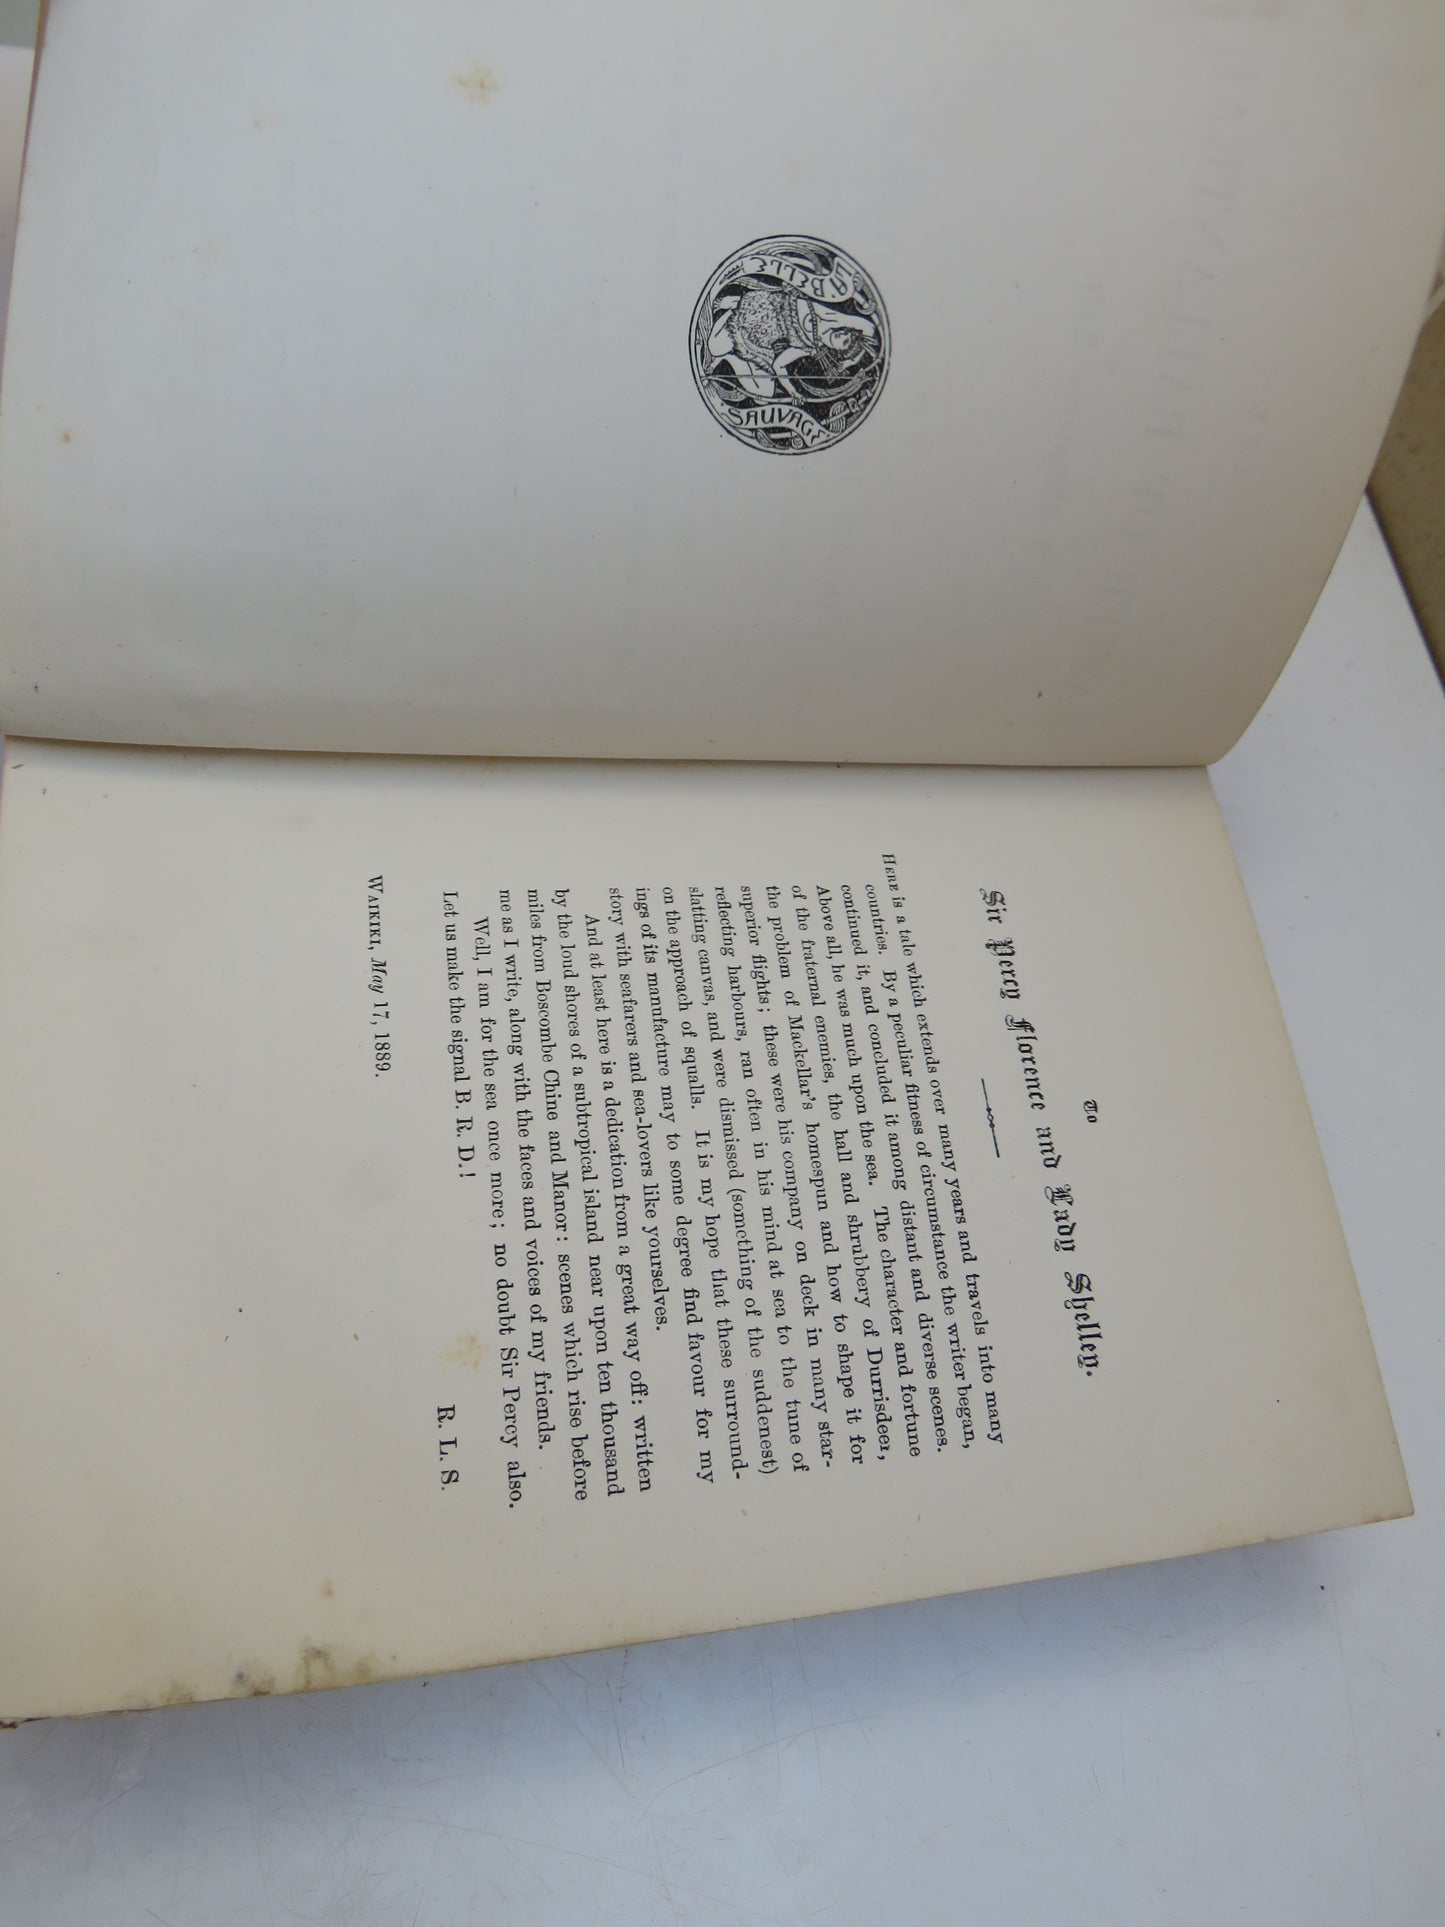 LA BELLE
SAUVAGE
To
Sir Percy Florence and Lady Shelley.
HERE is a tale which extends over many years and travels into many
countries. By a peculiar fitness of circumstance the writer began,
continued it, and concluded it among distant and diverse scenes.
Above all, he was much upon the sea. The character and fortune
of the fraternal enemies, the hall and shrubbery of Durrisdeer,
the problem of Mackellar's homespun and how to shape it for
superior flights; these were his company on deck in many star-
reflecting harbours, ran often in his mind at sea to the tune of
slatting canvas, and were dismissed (something of the suddenest)
on the approach of squalls. It is my hope that these surround-
ings of its manufacture may to some degree find favour for my
story with seafarers and sea-lovers like yourselves.
And at least here is a dedication from a great way off: written
by the loud shores of a subtropical island near upon ten thousand
miles from Boscombe Chine and Manor: scenes which rise before
me as I write, along with the faces and voices of my friends.
Well, I am for the sea once more; no doubt Sir Percy also.
Let us make the signal B. R. D.!
R. L. S.
WAIKIKI, May 17, 1889.